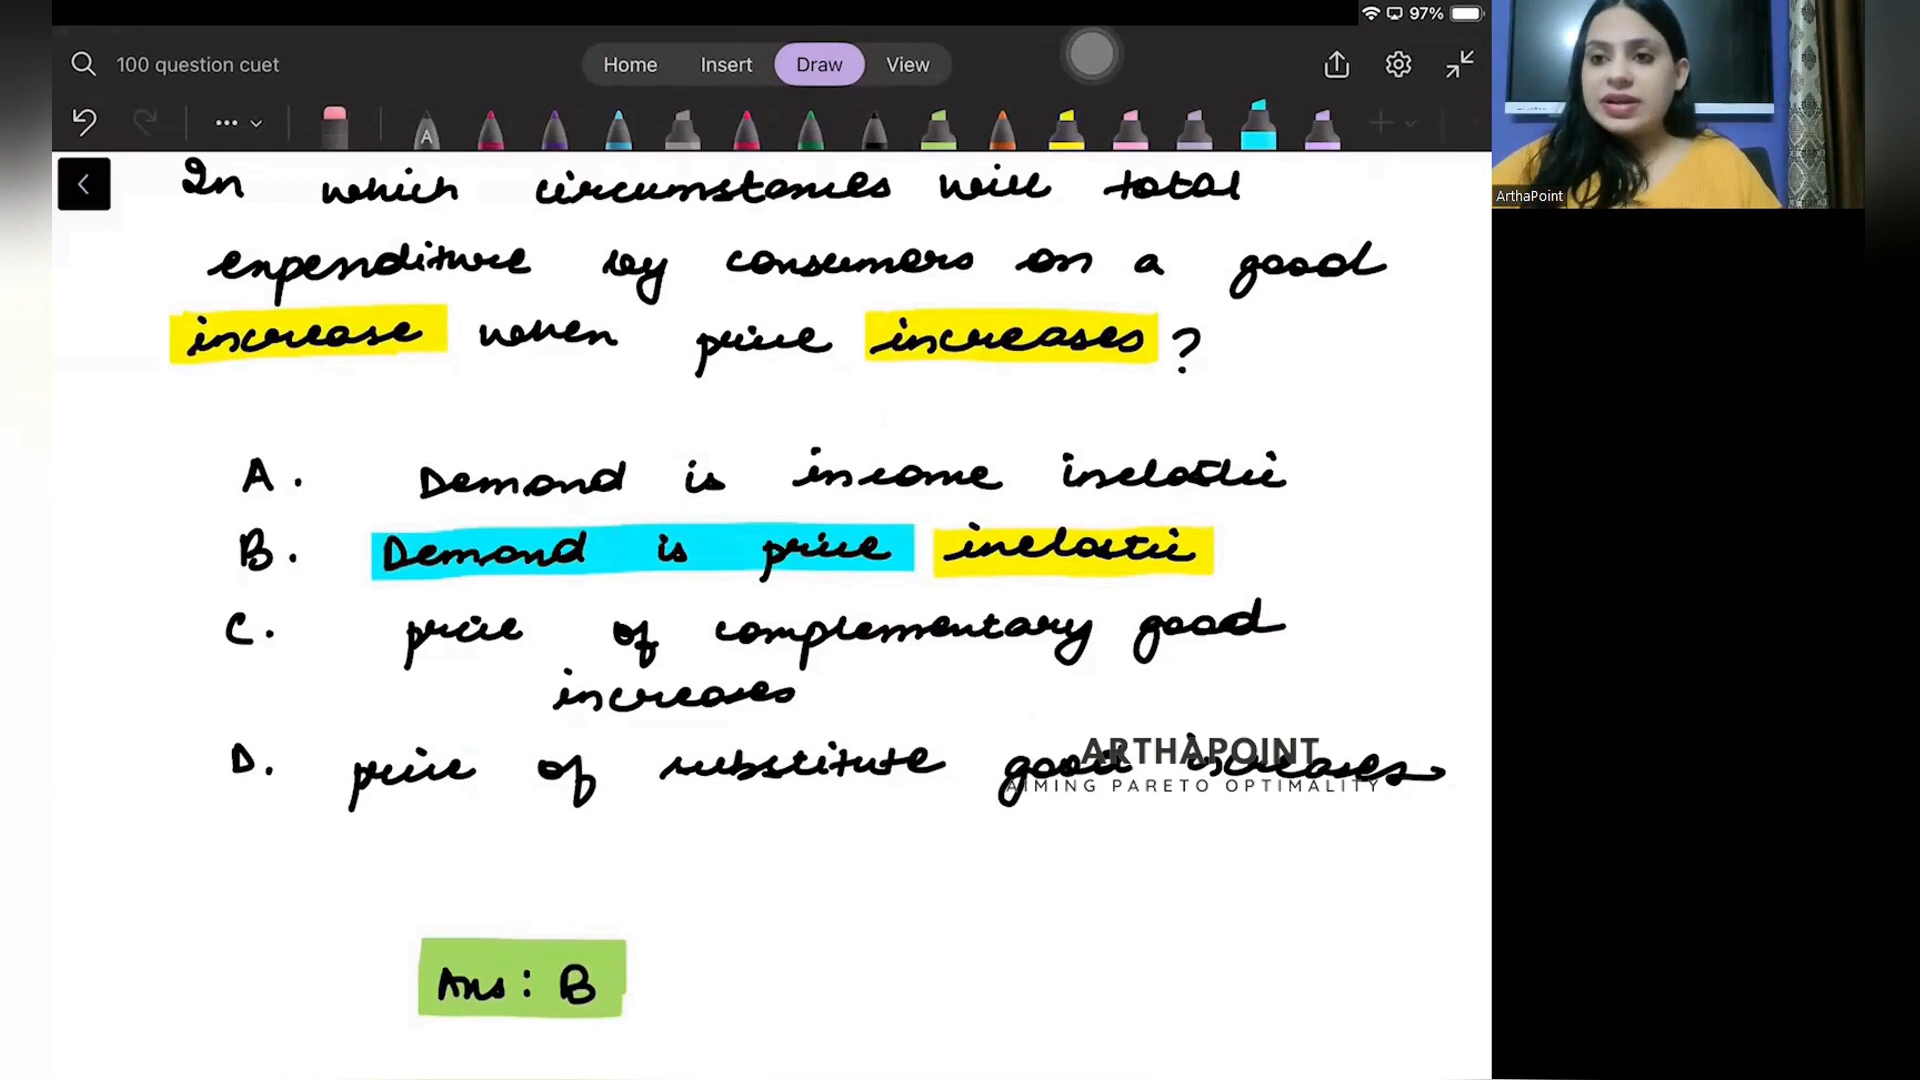 97%
100 question cuet
Home Insert Draw View
A
ArthaPoint
In which circumstances will total
expenditure by consumers on a good
increase when price increases?
A. Demand is income inelastic
B. Demand is price inelastic
C. price of complementary good
increases
D. price of substitute good increases.
ARTHAPOINT
AIMING PARETO OPTIMALITY
Ans: B